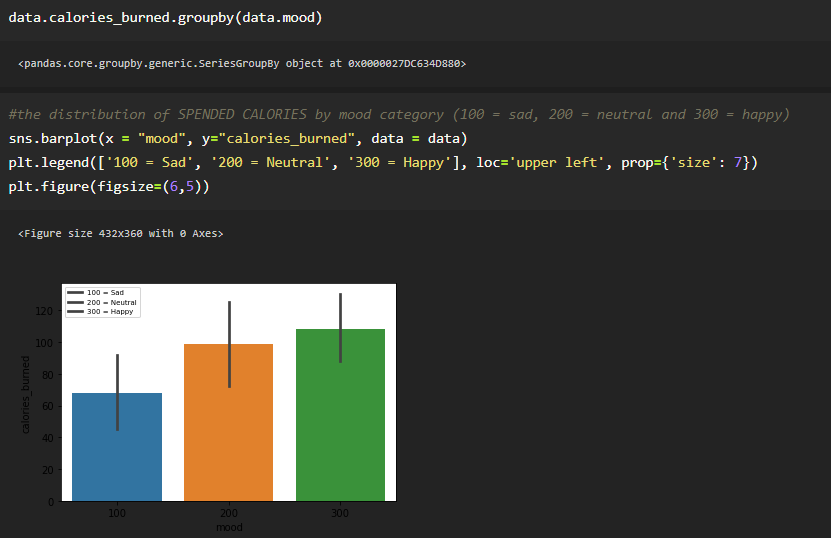 data.calories_burned.groupby(data.mood)
<pandas.core.groupby.generic.SeriesGroupBy object at 0x0000027DC634D880>
#the distribution of SPENDED CALORIES by mood category (100 = sad, 200 = neutral and 300 = happy)
sns.barplot(x = "mood", y="calories_burned", data = data)
plt.legend(['100 = Sad', '200 = Neutral', '300 = Happy'], loc='upper left', prop={'size': 7})
plt.figure(figsize=(6,5))
<Figure size 432x360 with 0 Axes>
100 = Sad
200 = Neutral
300 = Happy
120
100
80
60
40
20
0
calories_burned
100 200 300
mood